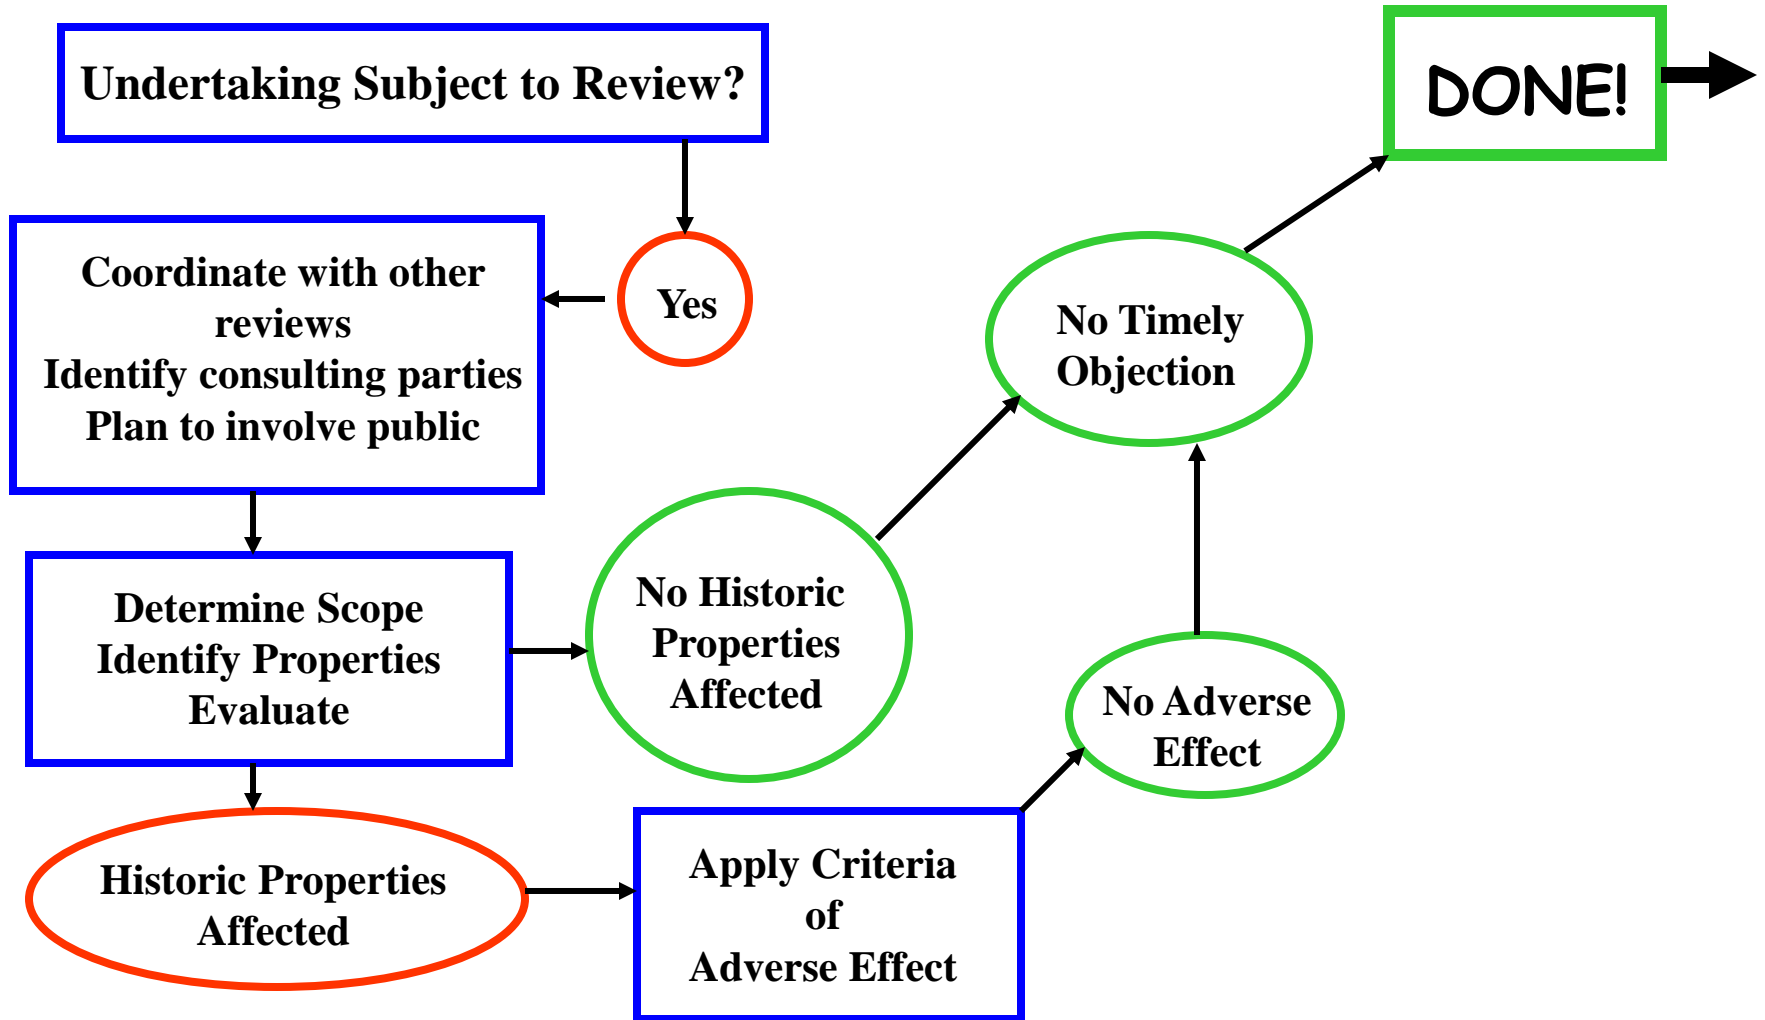 Undertaking Subject to Review?
DONE!
Coordinate with other
reviews
Identify consulting parties
Plan to involve public
Yes
No Timely
Objection
Determine Scope
Identify Properties
Evaluate
No Historic
Properties
Affected
No Adverse
Effect
Historic Properties
Affected
Apply Criteria
of
Adverse Effect